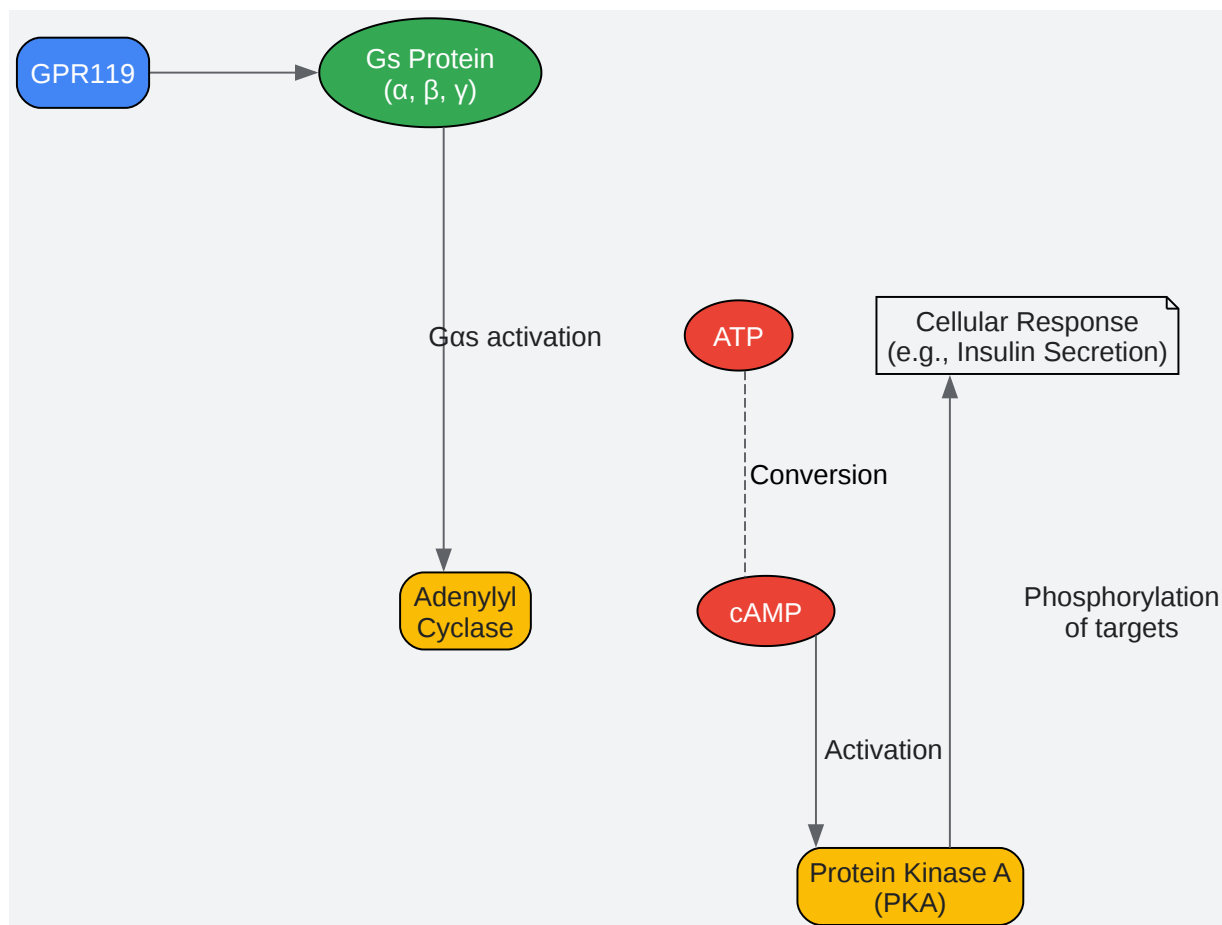 GPR119
Gs Protein
(α, β, γ)
Gαs activation
ATP
Cellular Response
(e.g., Insulin Secretion)
Conversion
Adenylyl
Cyclase
cAMP
Phosphorylation
of targets
Activation
Protein Kinase A
(PKA)